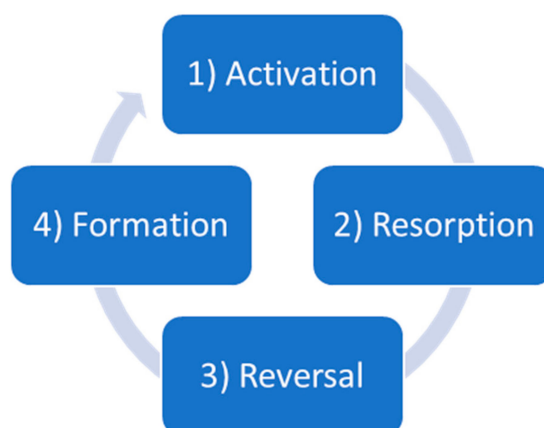 1) Activation
2) Resorption
3) Reversal
4) Formation